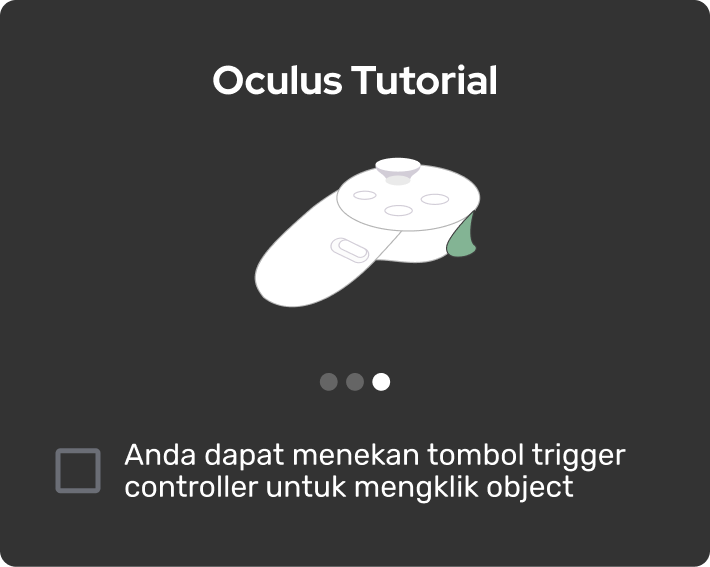 Oculus Tutorial
Anda dapat menekan tombol trigger
controller untuk mengklik object